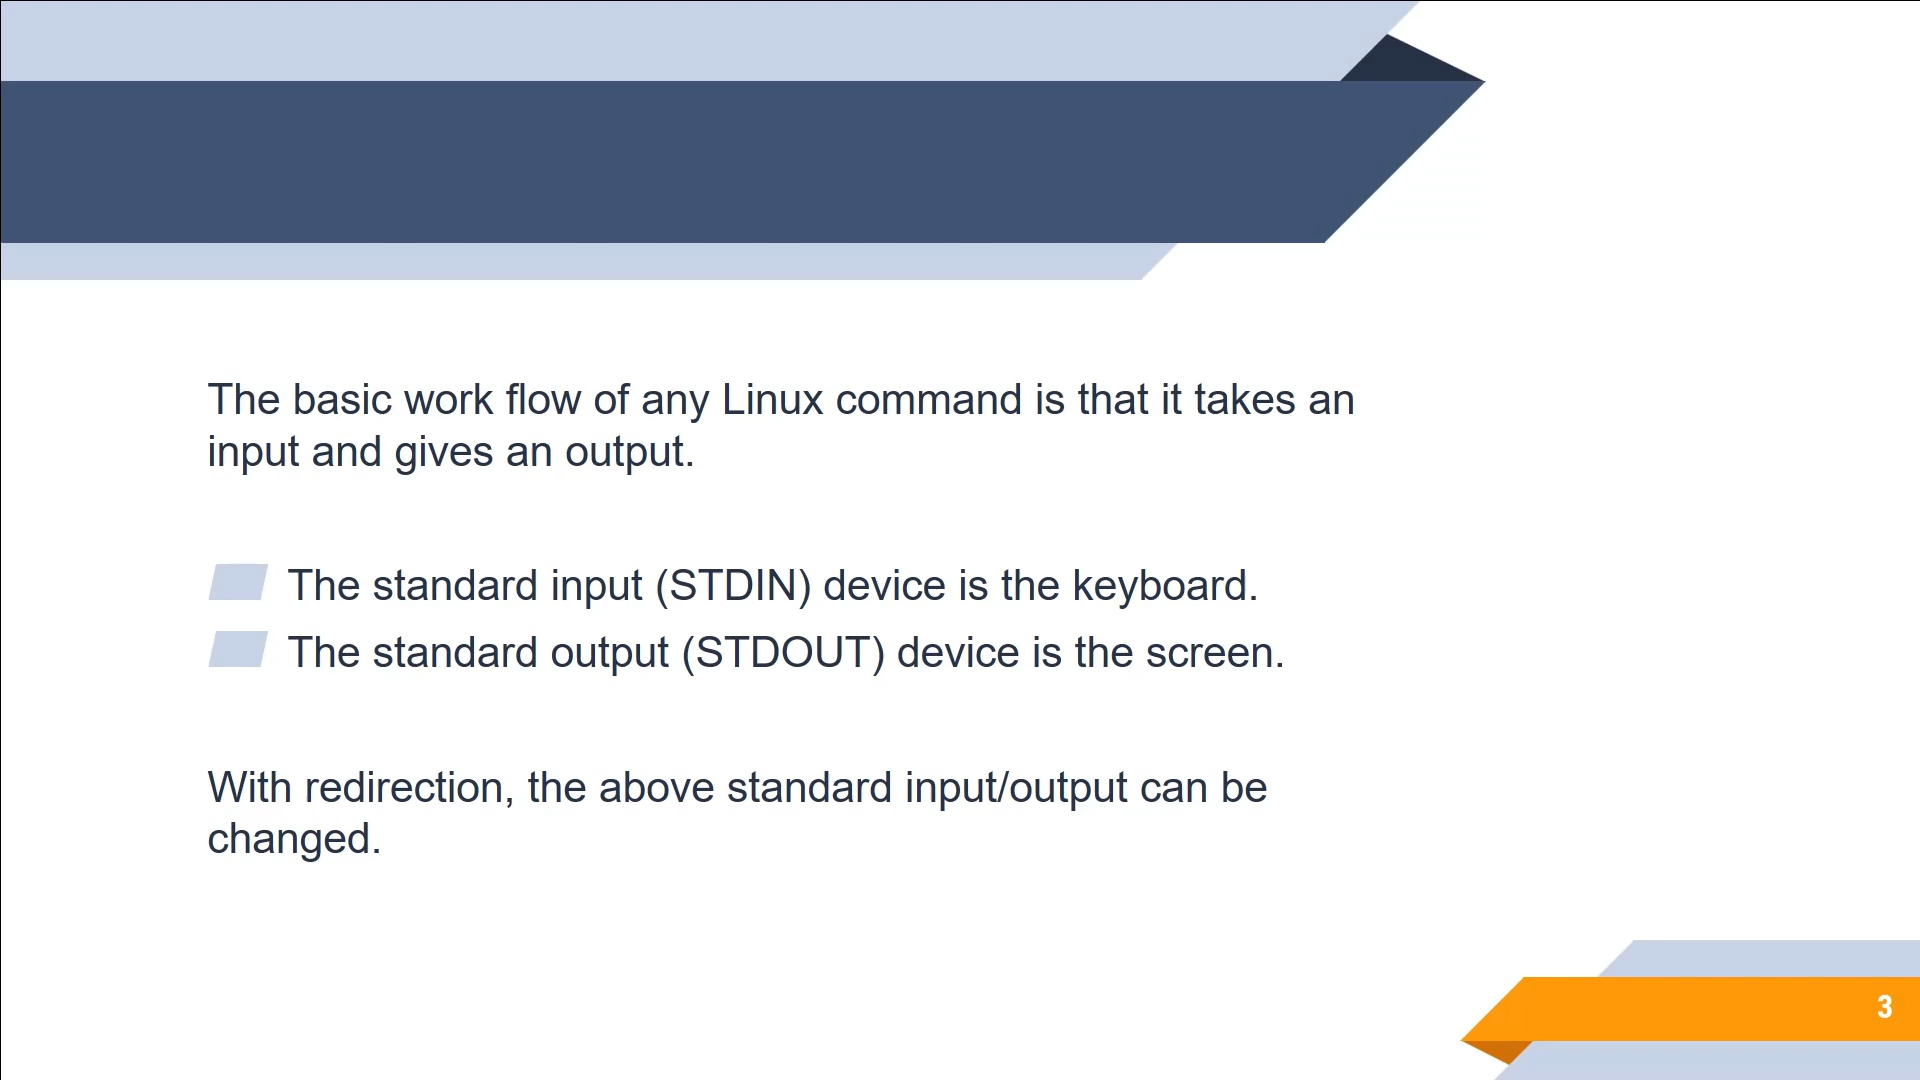 The basic work flow of any Linux command is that it takes an
input and gives an output.
The standard input (STDIN) device is the keyboard.
The standard output (STDOUT) device is the screen.
With redirection, the above standard input/output can be
changed.
3